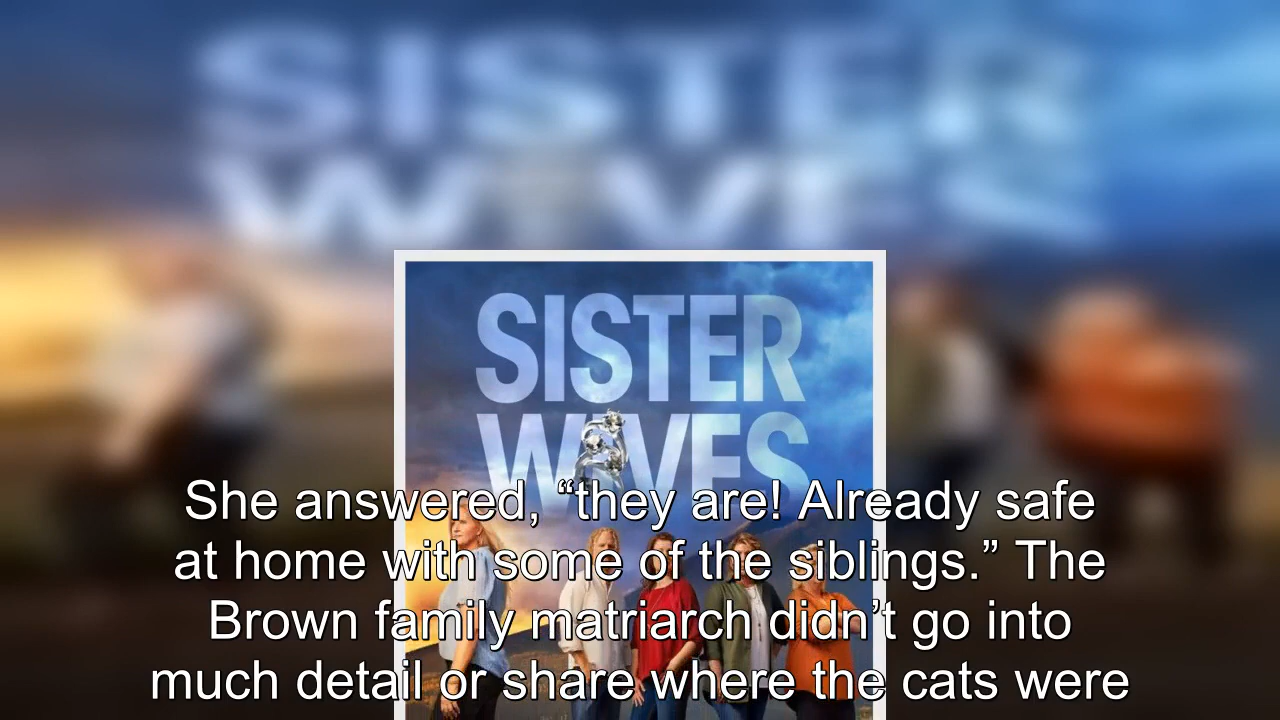 SISTER
WIVES
SISTER
WIVES
She answered, “they are! Already safe
at home with some of the siblings.” The
Brown family matriarch didn’t go into
much detail or share where the cats were